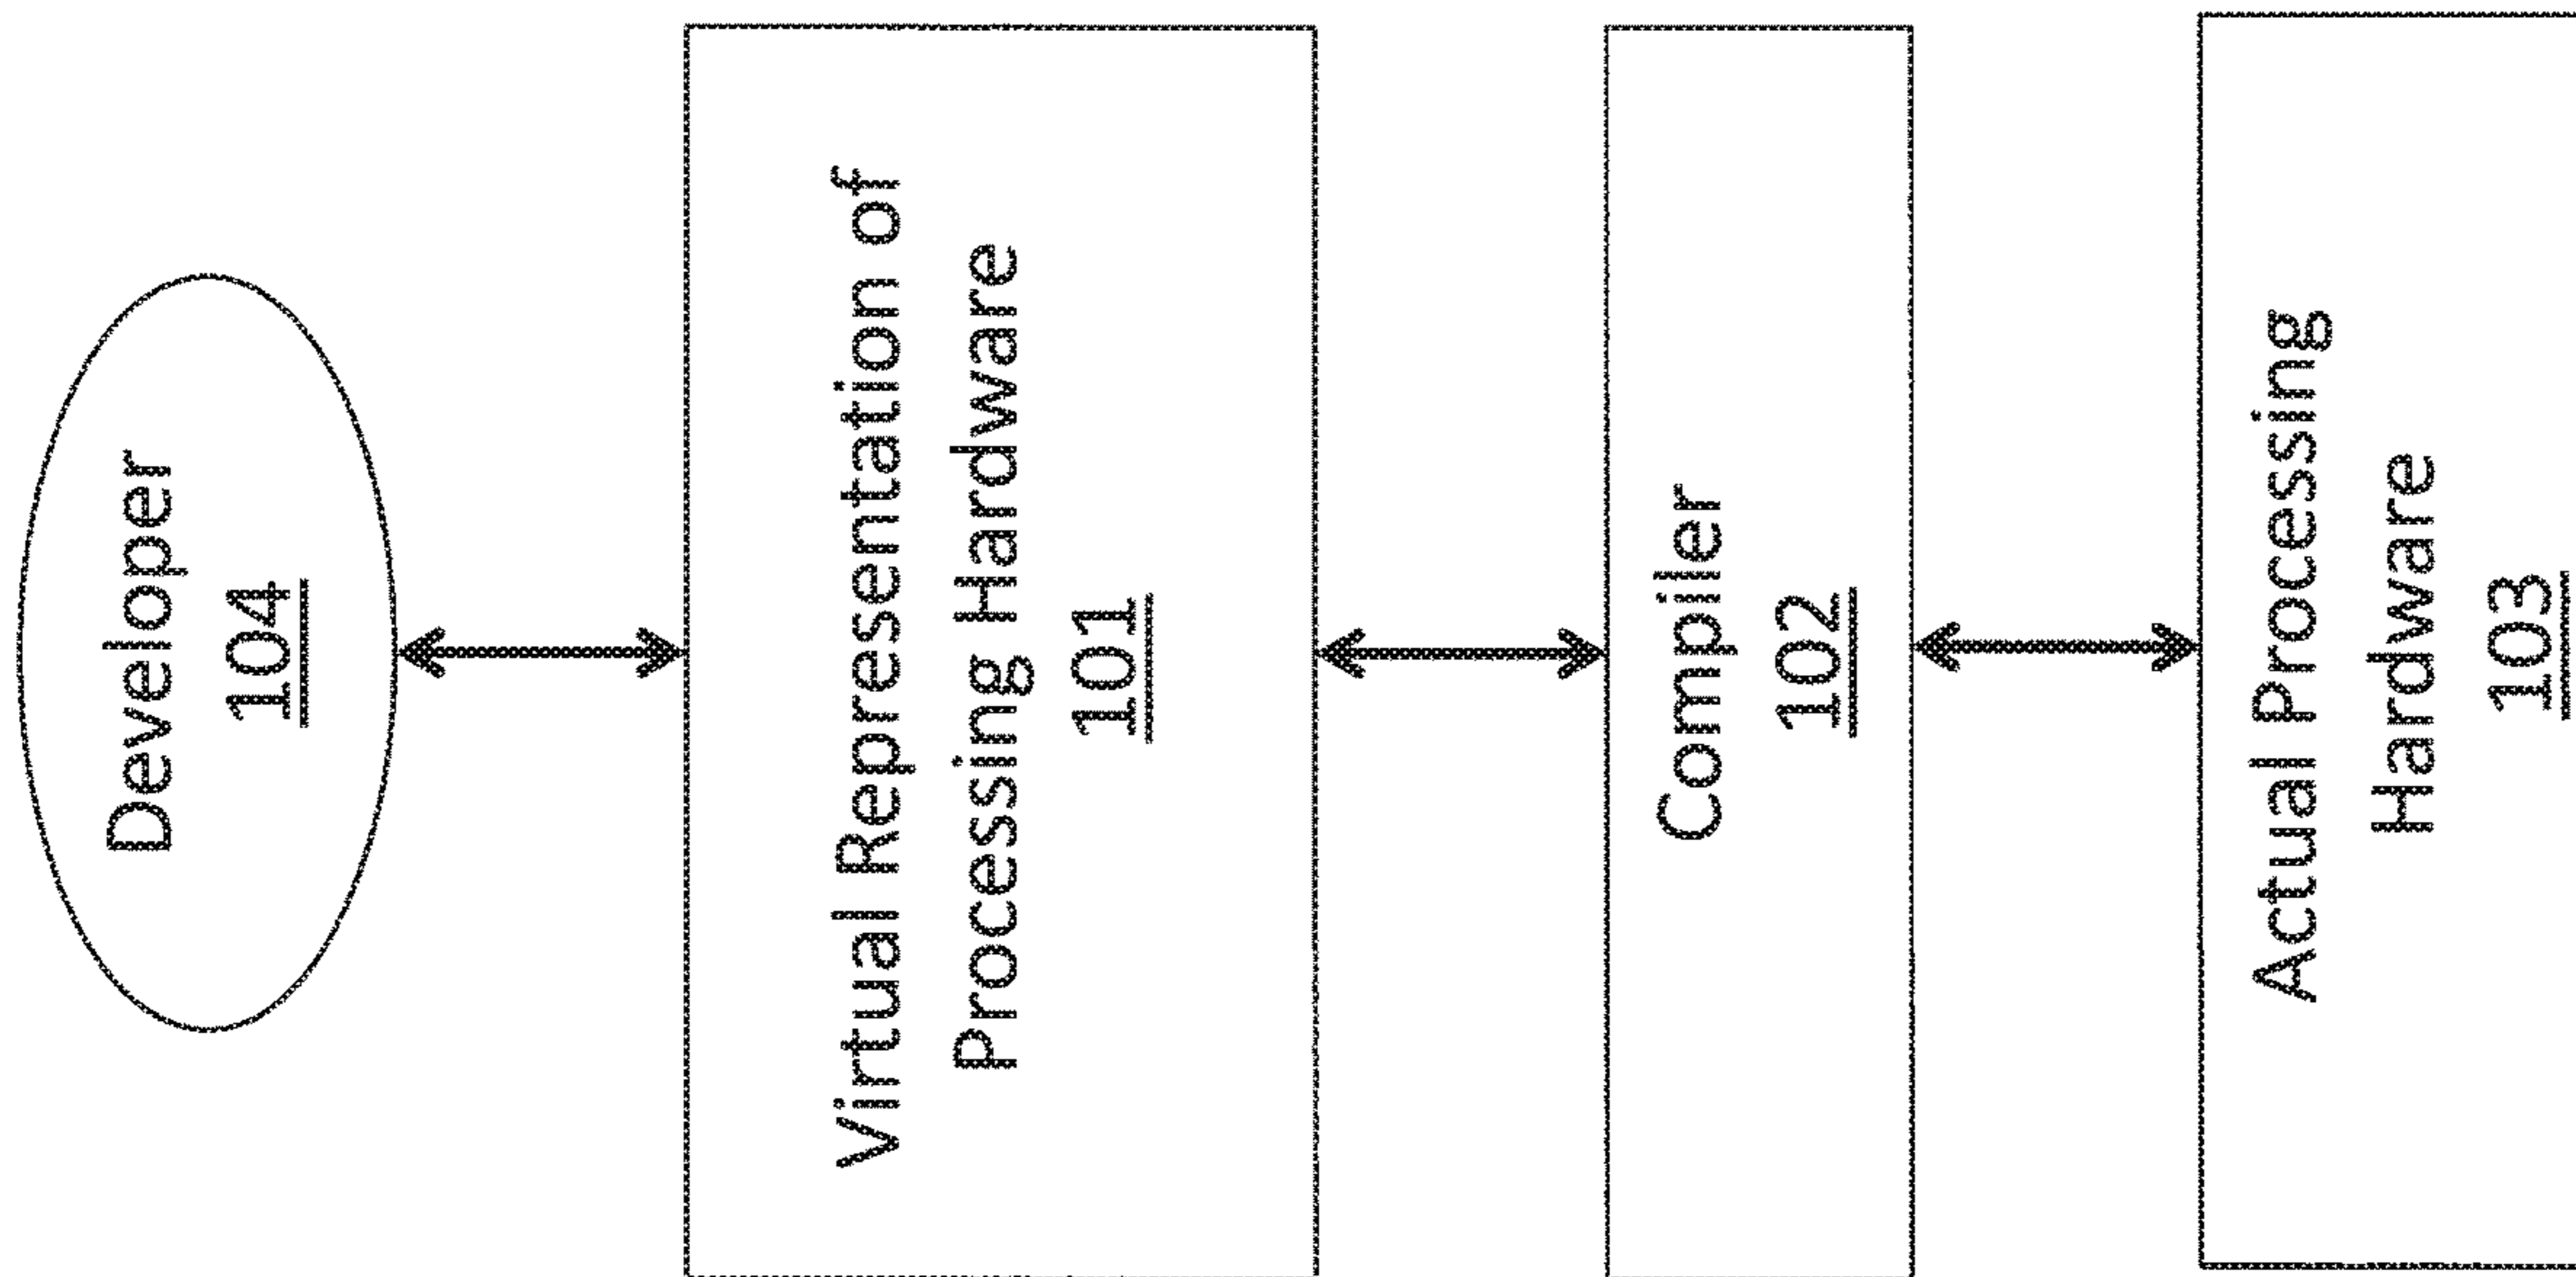 Developer
104
Virtual Representation of
Processing Hardware
101
Compiler
102
Actual Processing
Hardware
103